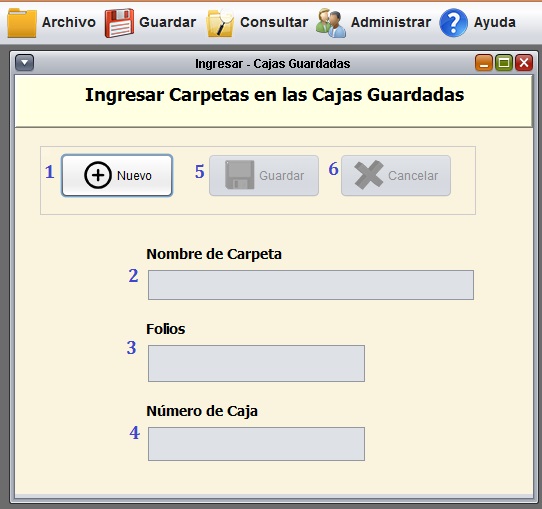 Archivo Guardar Consultar Administrar ? Ayuda
Ingresar - Cajas Guardadas
Ingresar Carpetas en las Cajas Guardadas
1 Nuevo 5 Guardar 6 Cancelar
Nombre de Carpeta
2
Folios
3
Número de Caja
4